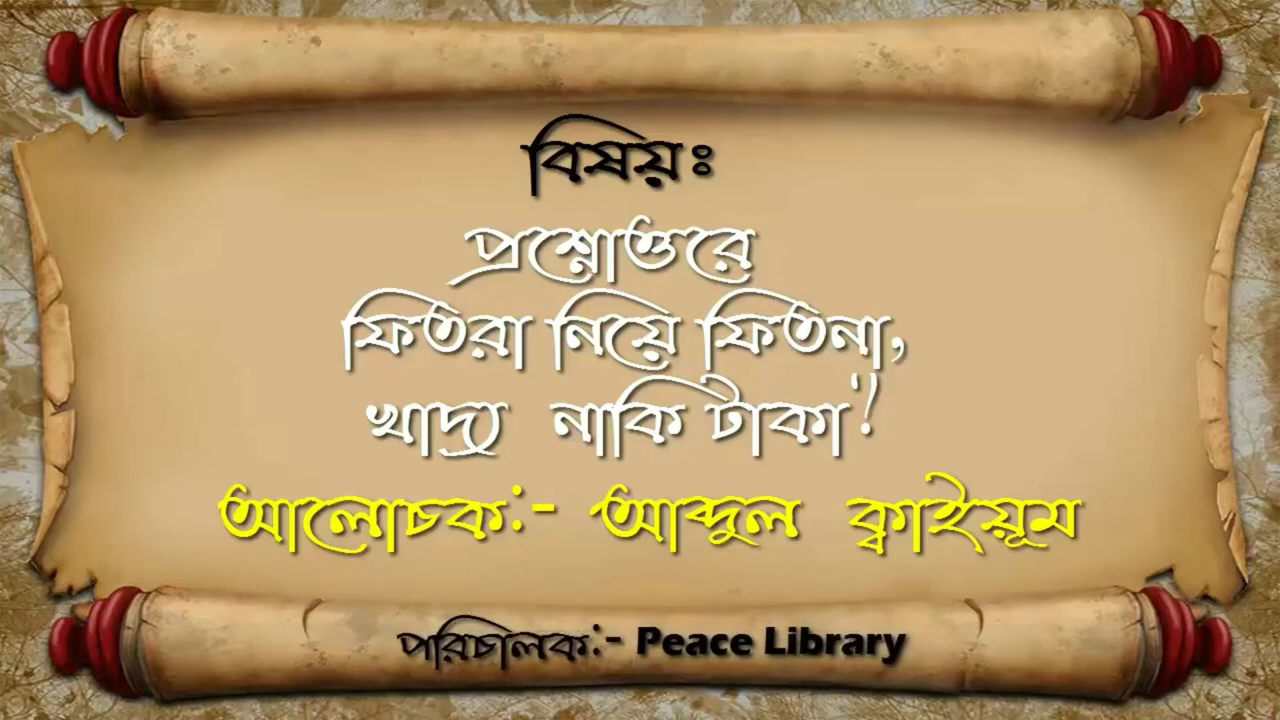 বিষয়ঃ
প্রশ্নোত্তরে
ফিতরা নিয়ে ফিতনা,
খাদ্য নাকি টাকা?
আলোচক:- আব্দুল ক্বাইয়ূম
পরিচালক:- Peace Library